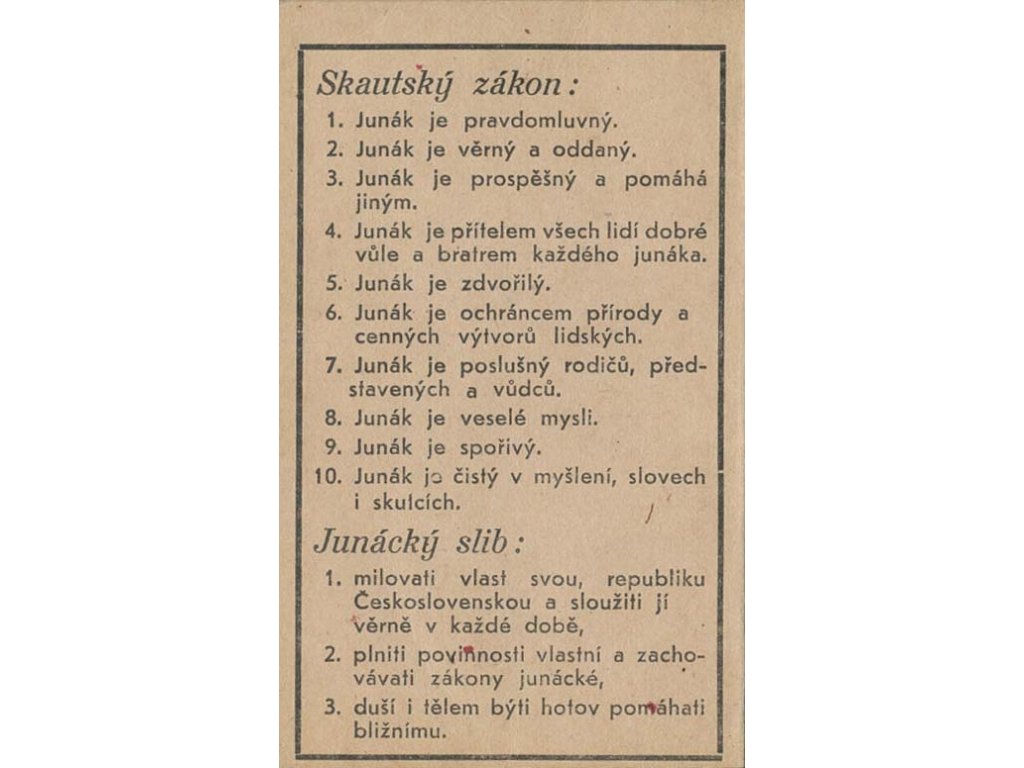 Skautský zákon:
1. Junák je pravdomluvný.
2. Junák je věrný a oddaný.
3. Junák je prospěšný a pomáhá
jiným.
4. Junák je přítelem všech lidí dobré
vůle a bratrem každého junáka.
5. Junák je zdvořilý.
6. Junák je ochráncem přírody a
cenných výtvorů lidských.
7. Junák je poslušný rodičů, před-
stavených a vůdců.
8. Junák je veselé mysli.
9. Junák je spořivý.
10. Junák je čistý v myšlení, slovech
i skutcích.
Junácký slib:
1. milovati vlast svou, republiku
Československou a sloužiti jí
věrně v každé době,
2. plniti povinnosti vlastní a zacho-
vávati zákony junácké,
3. duší i tělem býti hotov pomáhati
bližnímu.